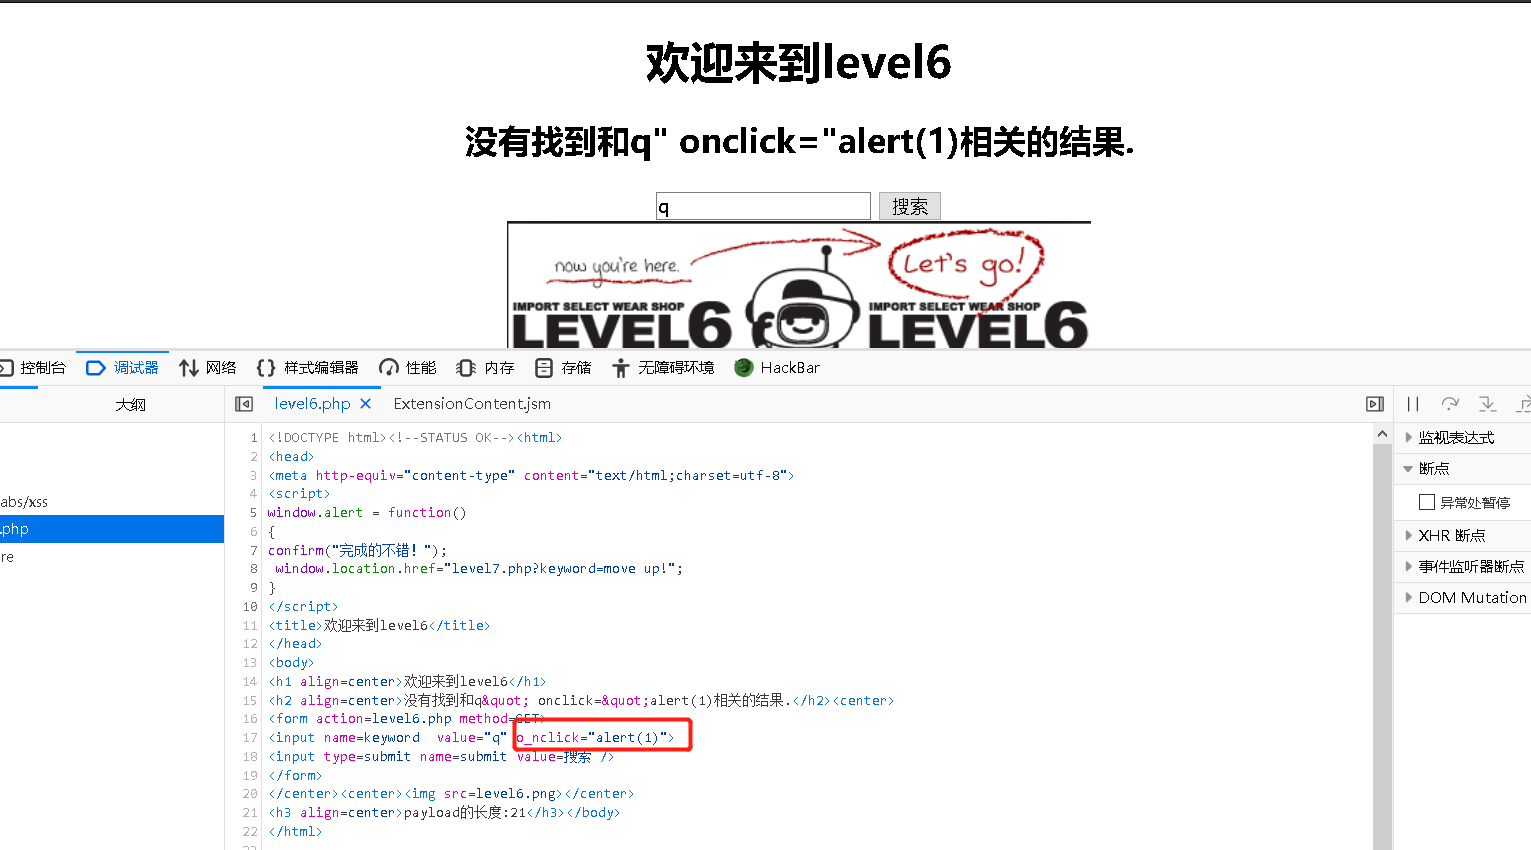 欢迎来到level6
没有找到和q" onclick="alert(1)相关的结果.
q 搜索
now you're here. Let's go!
IMPORT SELECT WEAR SHOP IMPORT SELECT WEAR SHOP
LEVEL6 LEVEL6
控制台 调试器 网络 {} 样式编辑器 性能 内存 存储 无障碍环境 HackBar
大纲 level6.php ExtensionContent.jsm
abs/xss
.php
re
1 <!DOCTYPE html><!--STATUS OK--><html>
2 <head>
3 <meta http-equiv="content-type" content="text/html;charset=utf-8">
4 <script>
5 window.alert = function()
6 {
7 confirm("完成的不错！");
8 window.location.href="level7.php?keyword=move up!";
9 }
10 </script>
11 <title>欢迎来到level6</title>
12 </head>
13 <body>
14 <h1 align=center>欢迎来到level6</h1>
15 <h2 align=center>没有找到和q&quot; onclick=&quot;alert(1)相关的结果.</h2><center>
16 <form action=level6.php method=GET>
17 <input name=keyword  value="q" o_nclick="alert(1)">
18 <input type=submit name=submit value=搜索 />
19 </form>
20 </center><center><img src=level6.png></center>
21 <h3 align=center>payload的长度:21</h3></body>
22 </html>
监视表达式
断点
异常处暂停
XHR 断点
事件监听器断点
DOM Mutation